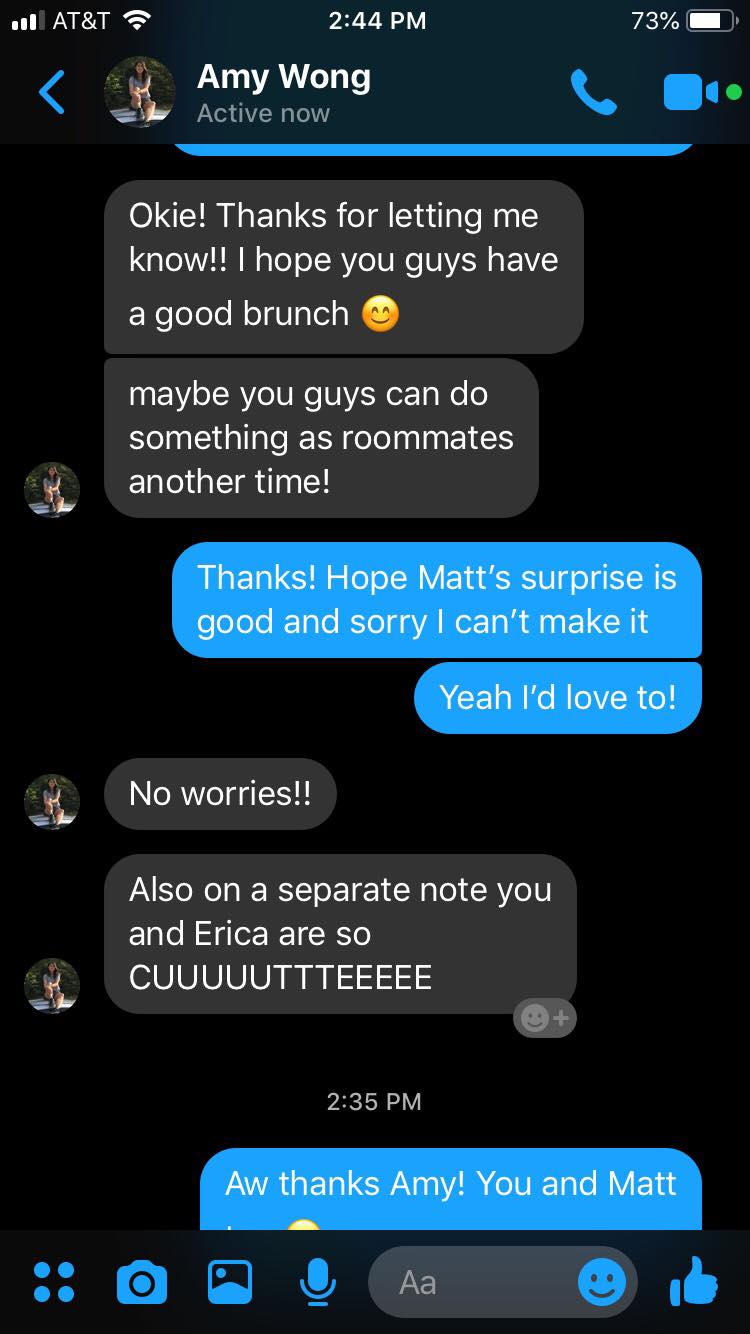 AT&T 2:44 PM 73%
Amy Wong
Active now
Okie! Thanks for letting me
know!! I hope you guys have
a good brunch 😊
maybe you guys can do
something as roommates
another time!
Thanks! Hope Matt’s surprise is
good and sorry I can’t make it
Yeah I’d love to!
No worries!!
Also on a separate note you
and Erica are so
CUUUUUTTTEEEEE
2:35 PM
Aw thanks Amy! You and Matt
Aa